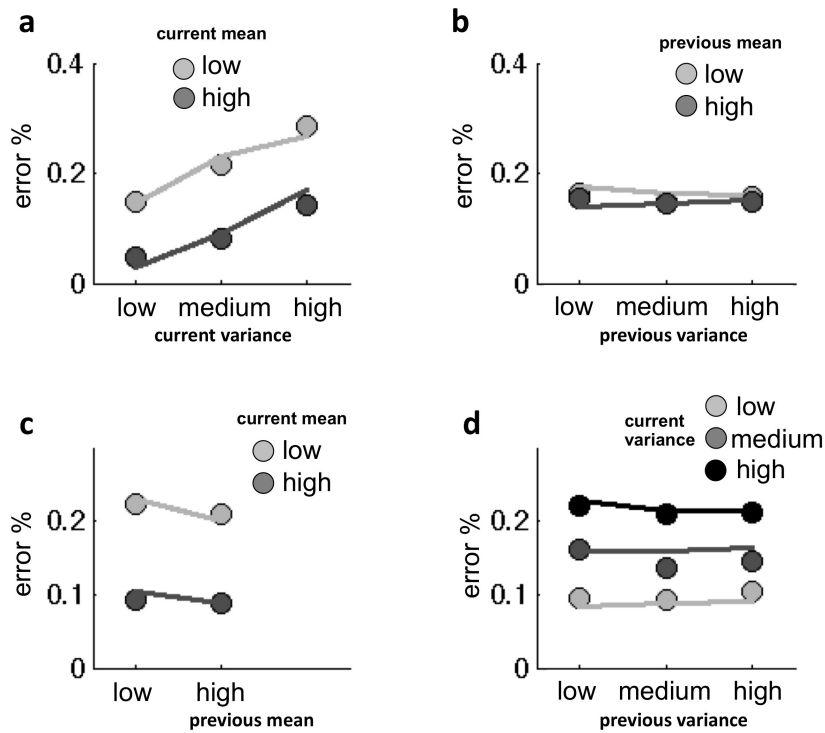 a
current mean
low
high
0.4
0.2
0
error %
low medium high
current variance
b
previous mean
low
high
0.4
0.2
0
error %
low medium high
previous variance
c
current mean
low
high
0.2
0.1
0
error %
low high
previous mean
d
current
variance
low
medium
high
0.2
0.1
0
error %
low medium high
previous variance